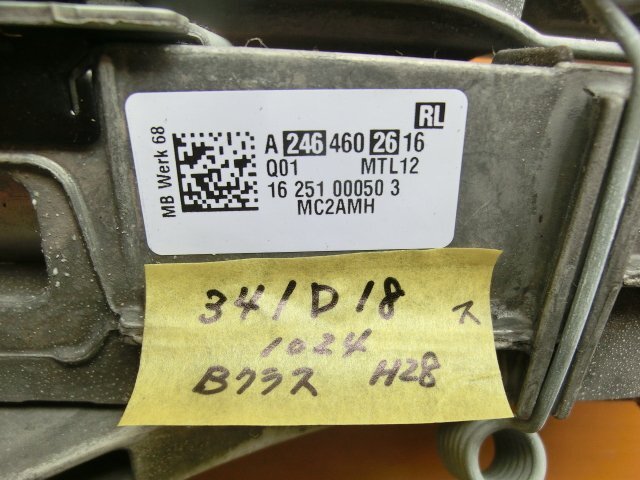 RL
MB Werk 68
A 246 460 26 16
Q01 MTL12
16 251 00050 3
MC2AMH
341D18 ス
1024
Bクラス H28